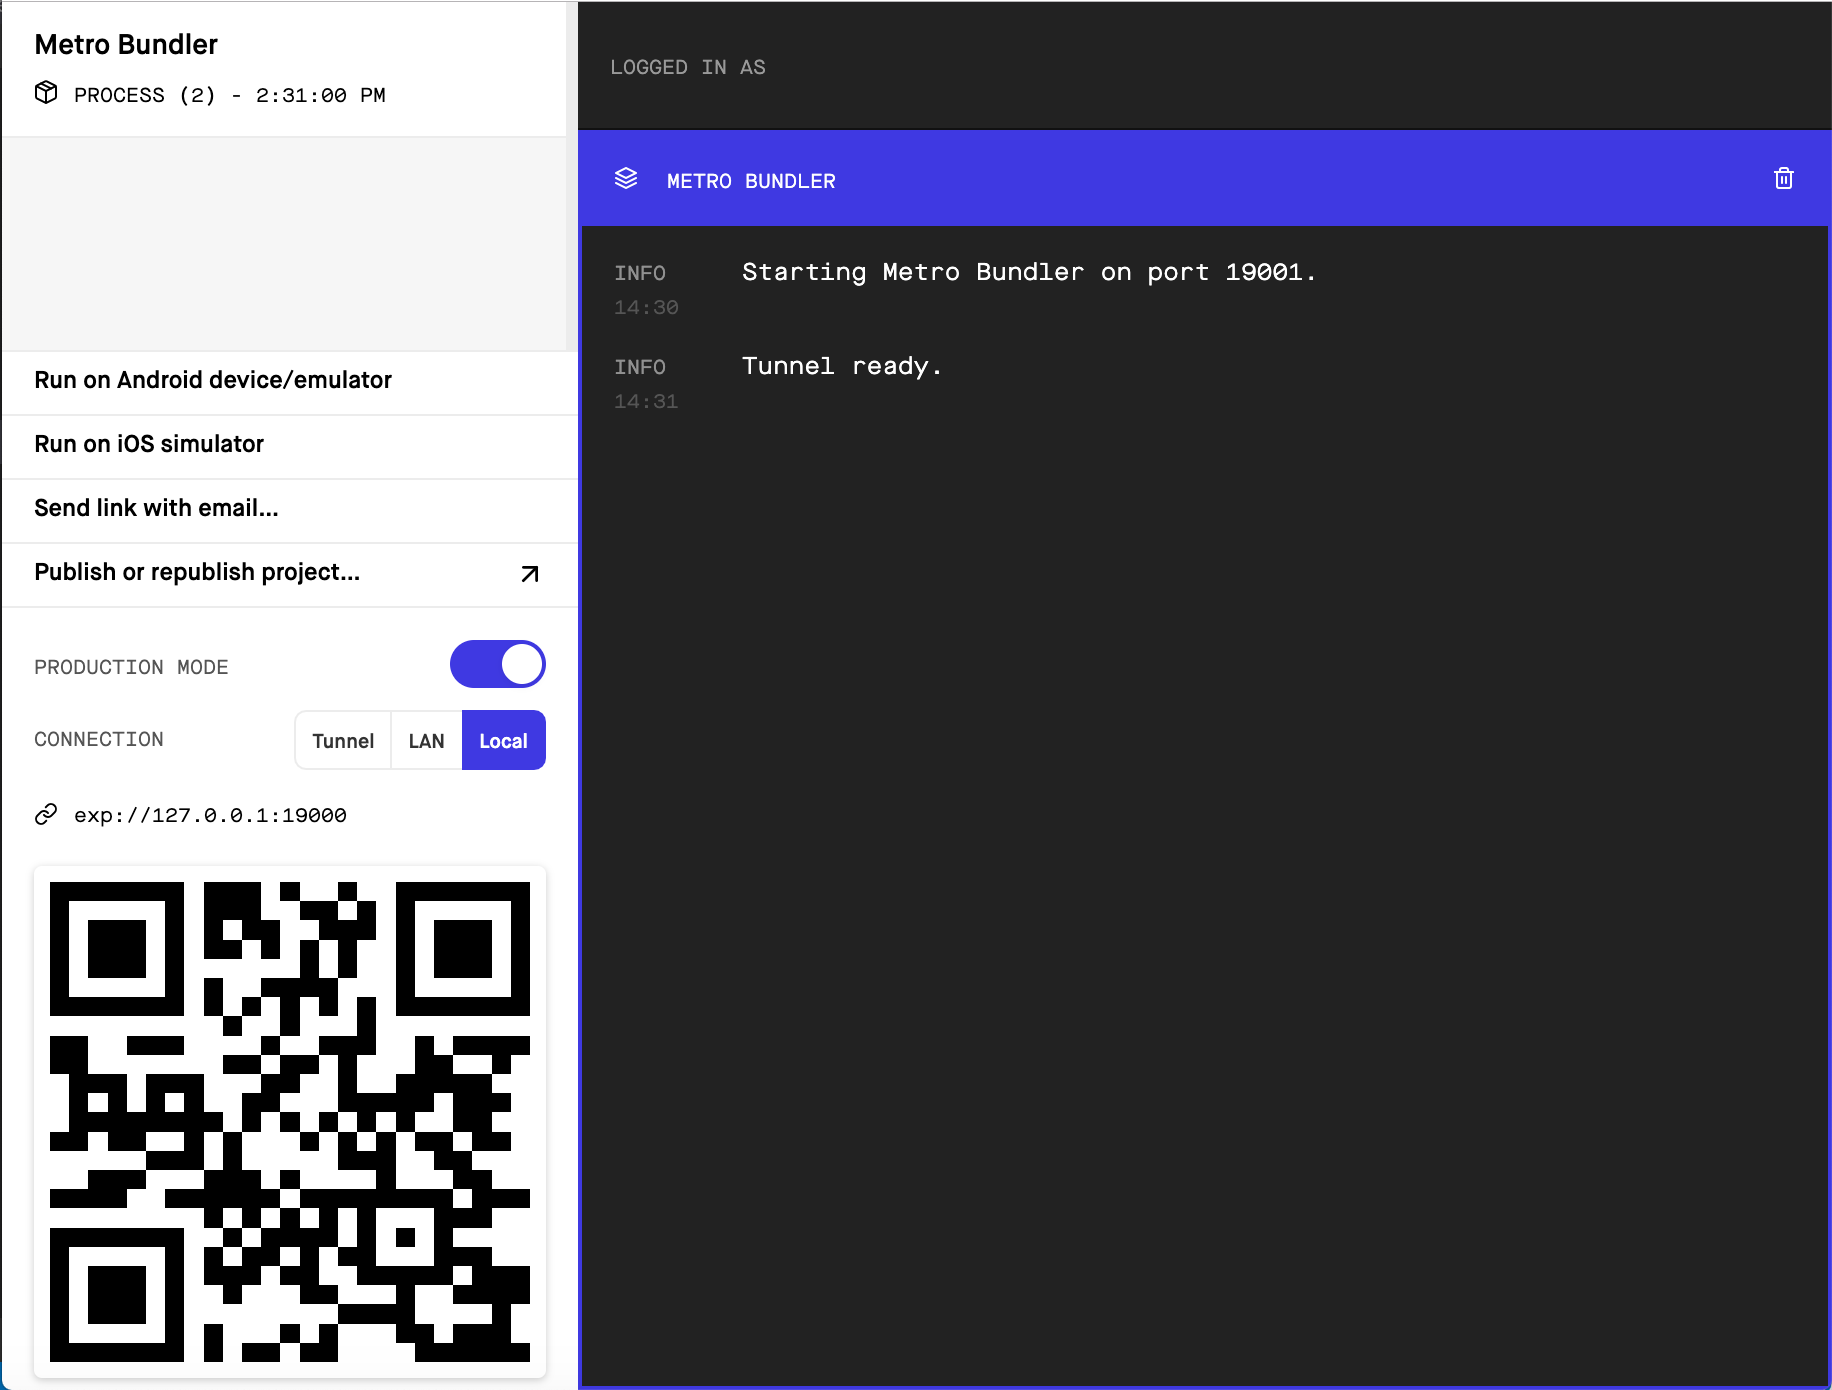 Metro Bundler
PROCESS (2) - 2:31:00 PM
Run on Android device/emulator
Run on iOS simulator
Send link with email...
Publish or republish project...
PRODUCTION MODE
CONNECTION
Tunnel
LAN
Local
exp://127.0.0.1:19000
LOGGED IN AS
METRO BUNDLER
INFO
Starting Metro Bundler on port 19001.
14:30
INFO
Tunnel ready.
14:31